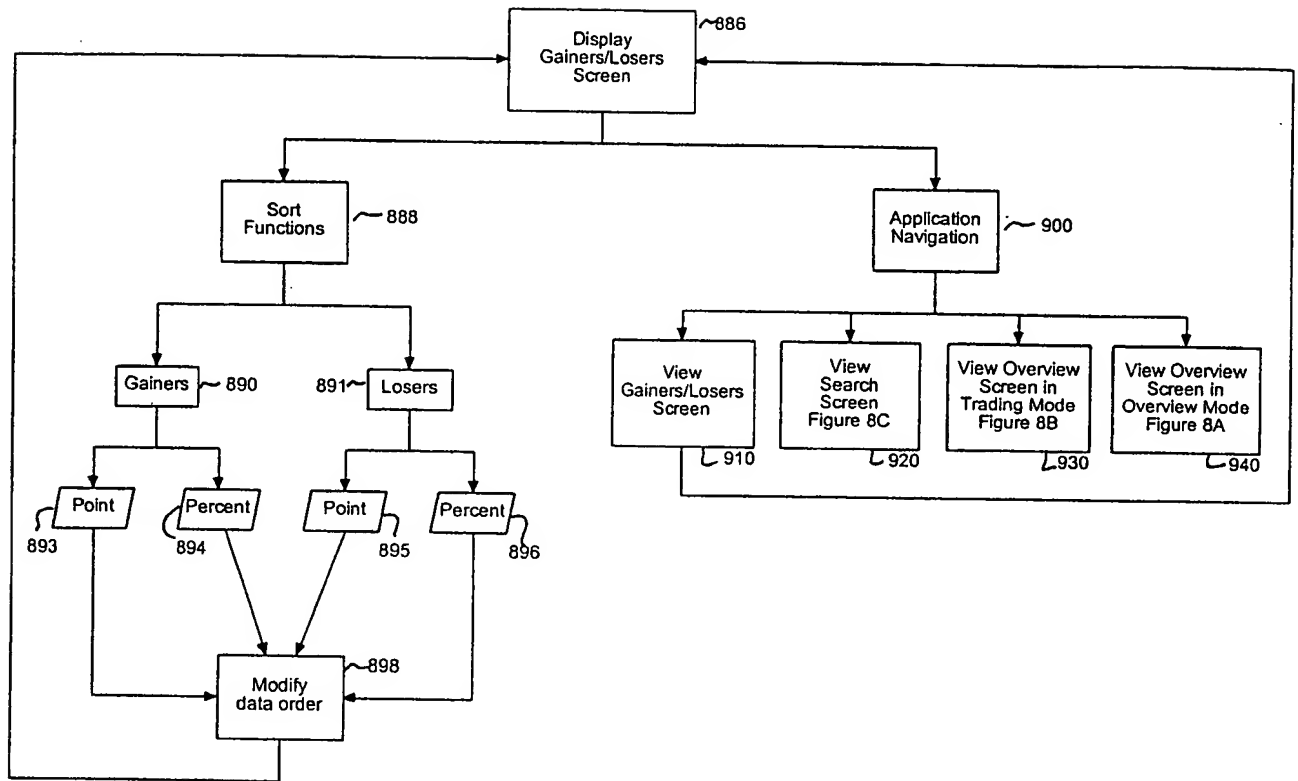 886
Display
Gainers/Losers
Screen
Sort
Functions
888
Application
Navigation
900
Gainers
890
891
Losers
View
Gainers/Losers
Screen
910
View
Search
Screen
Figure 8C
920
View Overview
Screen in
Trading Mode
Figure 8B
930
View Overview
Screen in
Overview Mode
Figure 8A
940
Point
893
Percent
894
Point
895
Percent
896
898
Modify
data order